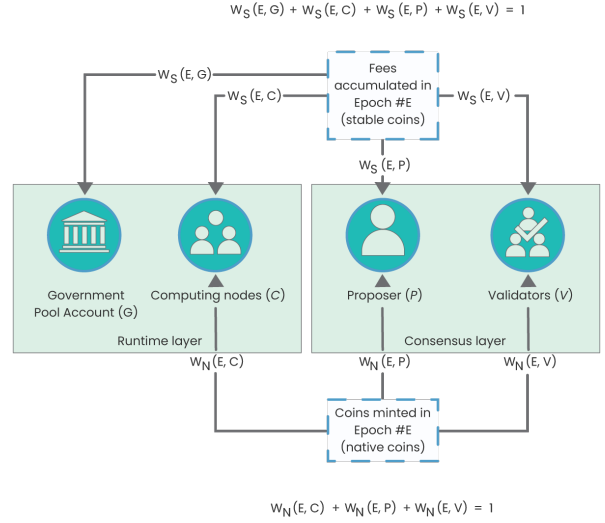 W_S(E, G) + W_S(E, C) + W_S(E, P) + W_S(E, V) = 1
Fees
accumulated in
Epoch #E
(stable coins)
W_S(E, G)
W_S(E, C)
W_S(E, V)
W_S(E, P)
Government
Pool Account (G)
Computing nodes (C)
Proposer (P)
Validators (V)
Runtime layer
Consensus layer
W_N(E, C)
W_N(E, P)
W_N(E, V)
Coins minted in
Epoch #E
(native coins)
W_N(E, C) + W_N(E, P) + W_N(E, V) = 1